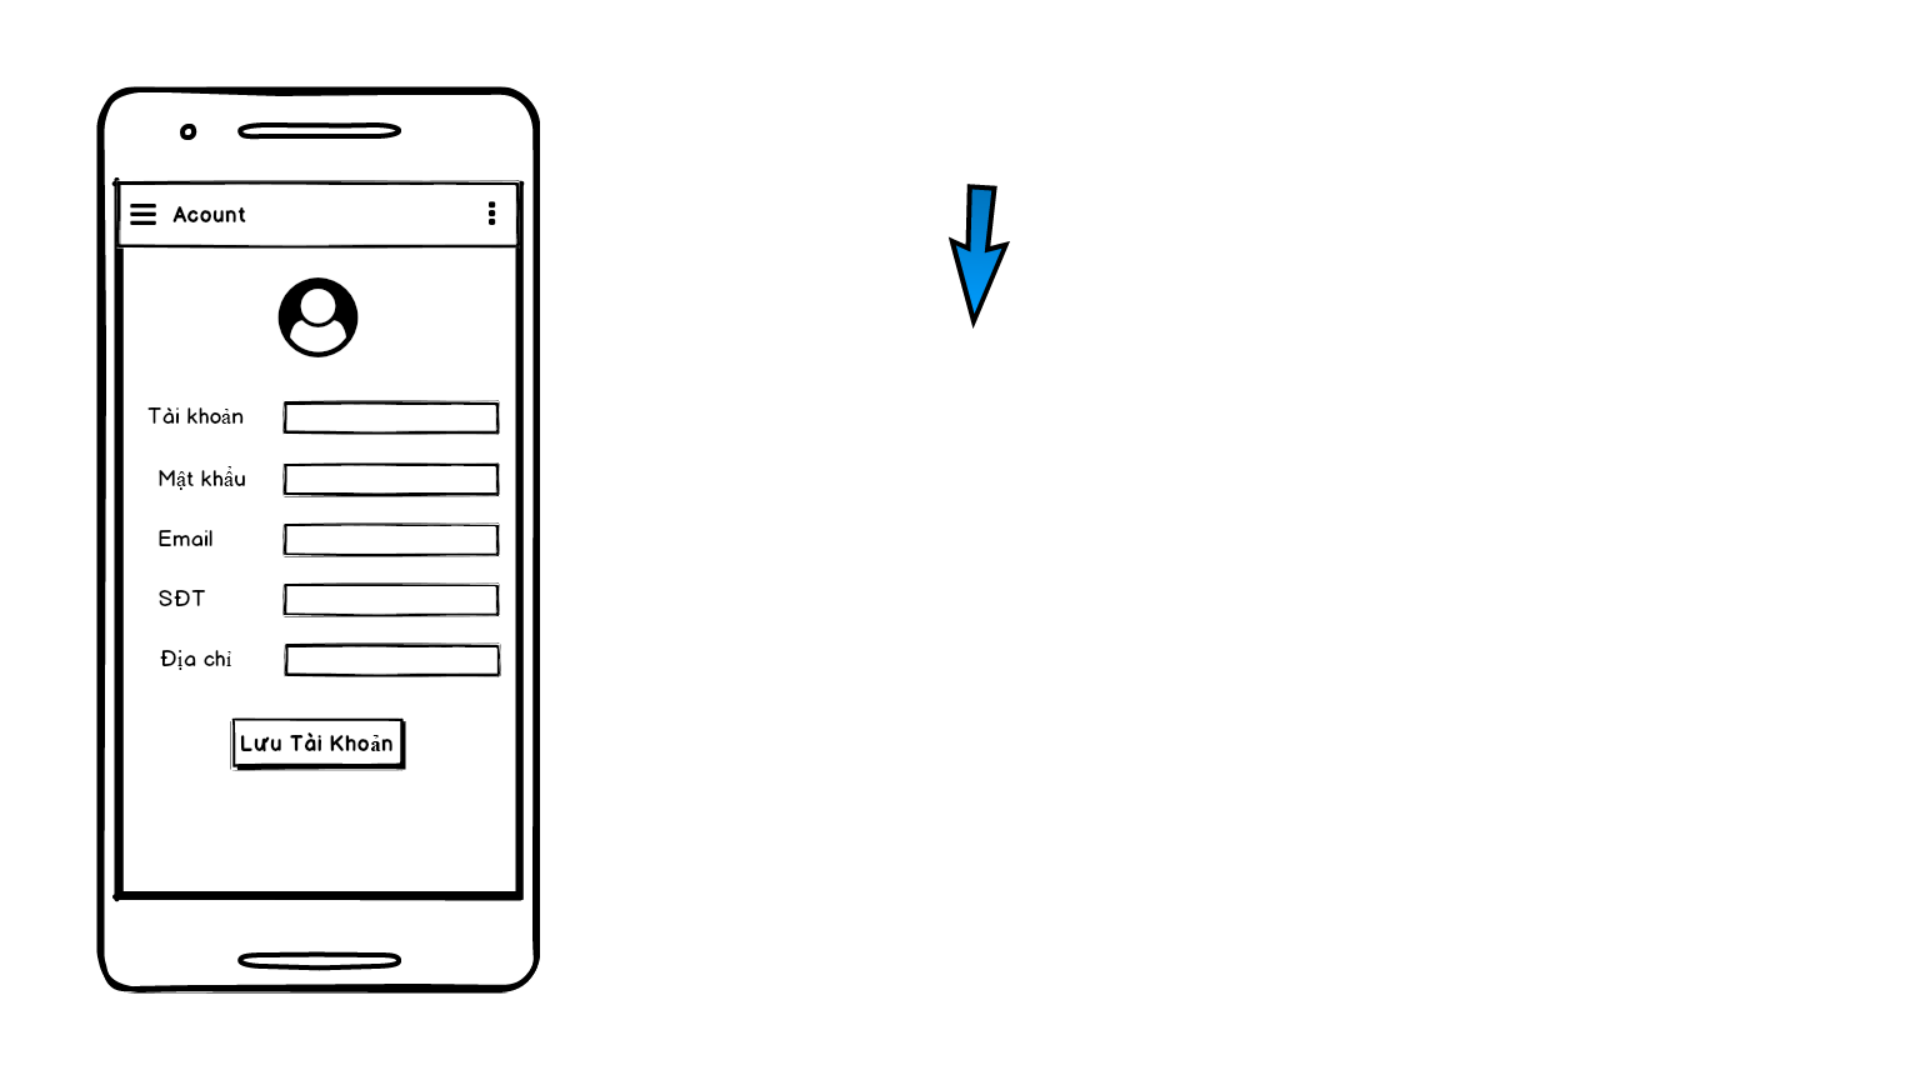 Acount
Tài khoản
Mật khẩu
Email
SĐT
Địa chỉ
Lưu Tài Khoản